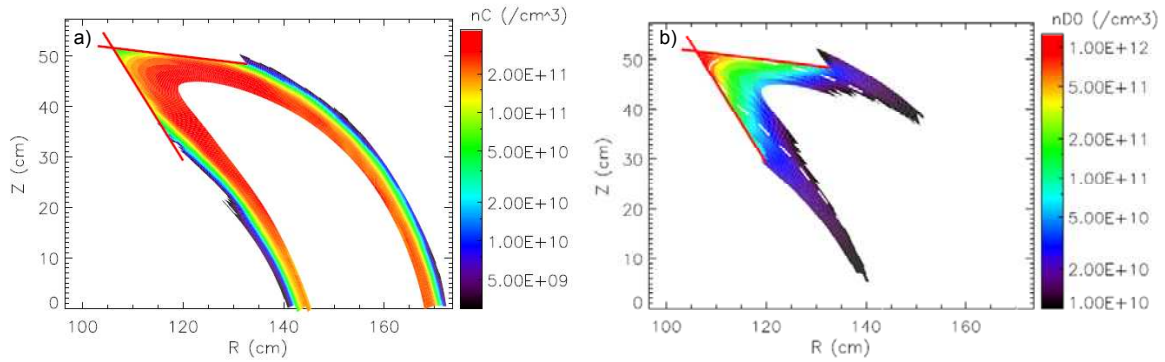 a)
nC (/cm^3)
50
40
30
20
10
0
Z (cm)
100 120 140 160
R (cm)
2.00E+11
1.00E+11
5.00E+10
2.00E+10
1.00E+10
5.00E+09
b)
nD0 (/cm^3)
50
40
30
20
10
0
Z (cm)
100 120 140 160
R (cm)
1.00E+12
5.00E+11
2.00E+11
1.00E+11
5.00E+10
2.00E+10
1.00E+10